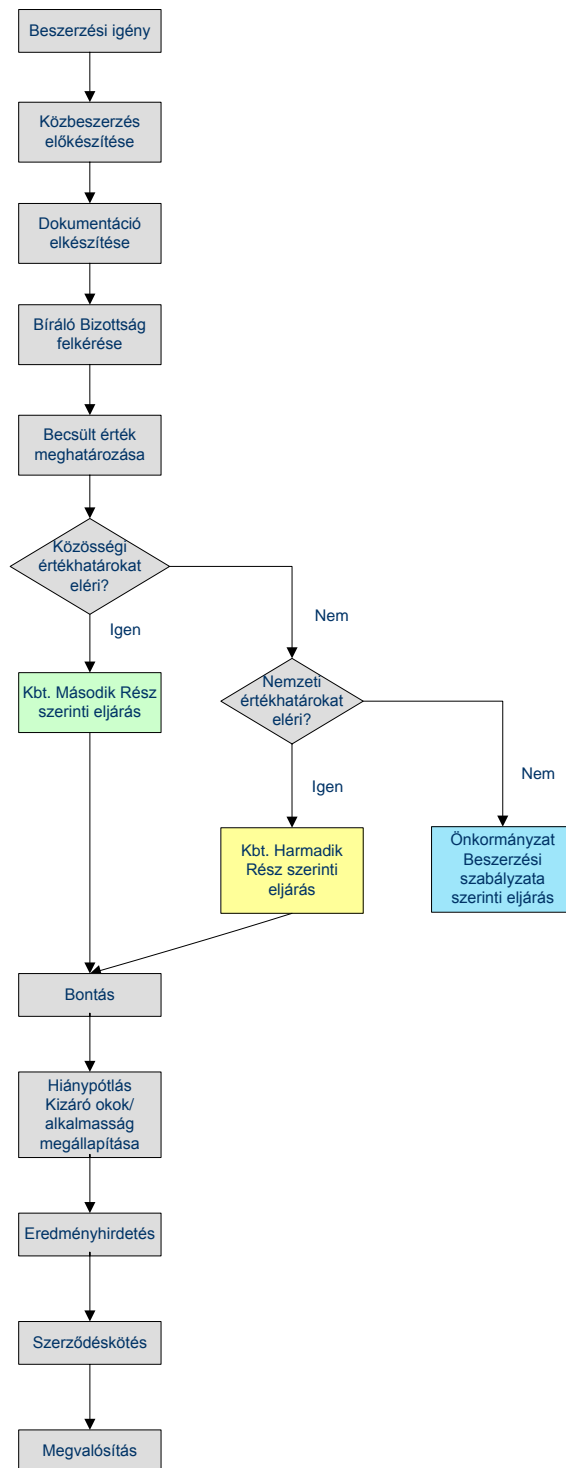 Beszerzési igény
Közbeszerzés
előkészítése
Dokumentáció
elkészítése
Bíráló Bizottság
felkérése
Becsült érték
meghatározása
Közösségi
értékhatárokat
eléri?
Igen
Nem
Kbt. Második Rész
szerinti eljárás
Nemzeti
értékhatárokat
eléri?
Igen
Nem
Kbt. Harmadik
Rész szerinti
eljárás
Önkormányzat
Beszerzési
szabályzata
szerinti eljárás
Bontás
Hiánypótlás
Kizáró okok/
alkalmasság
megállapítása
Eredményhirdetés
Szerződéskötés
Megvalósítás